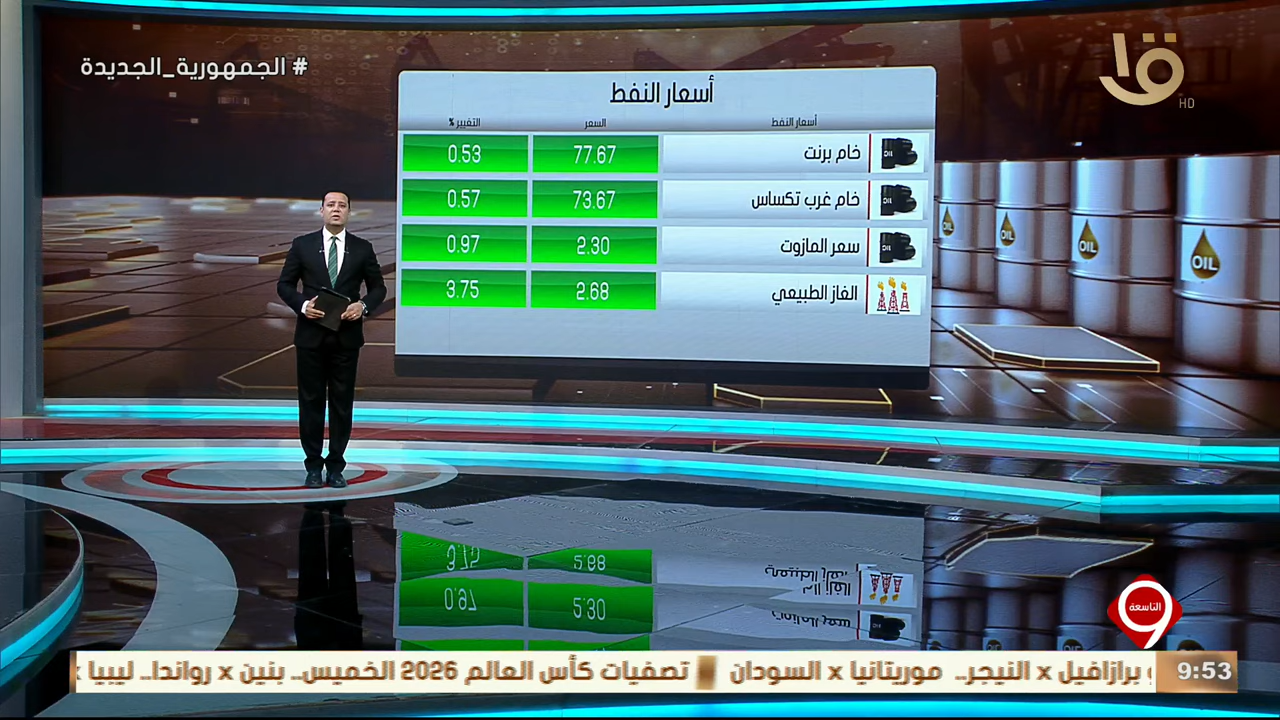 # الجمهورية_الجديدة
HD
أسعار النفط
أسعار النفط السعر التغيير %
خام برنت 77.67 0.53
خام غرب تكساس 73.67 0.57
سعر المازوت 2.30 0.97
الغاز الطبيعي 2.68 3.75
OIL
OIL
OIL
OIL
التاسعة
9
برازافيل x النيجر.. موريتانيا x السودان تصفيات كأس العالم 2026 الخميس.. بنين x رواندا.. ليبيا x
9:53